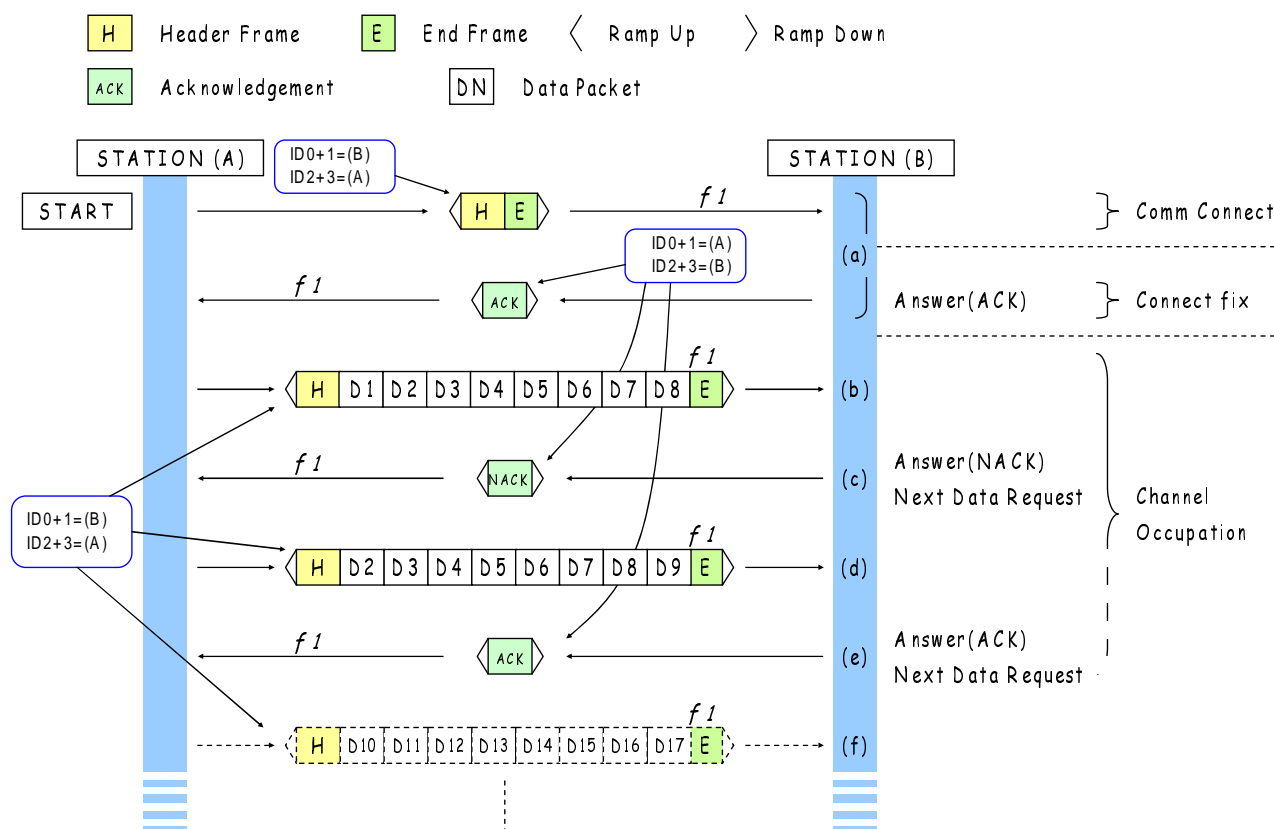 H Header Frame E End Frame Ramp Up Ramp Down
ACK Acknowledgement DN Data Packet
STATION (A) ID0+1=(B) STATION (B)
ID2+3=(A)
START H E f 1 Comm Connect
ID0+1=(A)
ID2+3=(B)
(a)
f 1 ACK Answer(ACK) Connect fix
f 1
H D1 D2 D3 D4 D5 D6 D7 D8 E (b)
f 1 NACK (c) Answer(NACK)
Next Data Request
Channel
Occupation
ID0+1=(B)
ID2+3=(A)
f 1
H D2 D3 D4 D5 D6 D7 D8 D9 E (d)
f 1 ACK (e) Answer(ACK)
Next Data Request
f 1
H D10 D11 D12 D13 D14 D15 D16 D17 E (f)